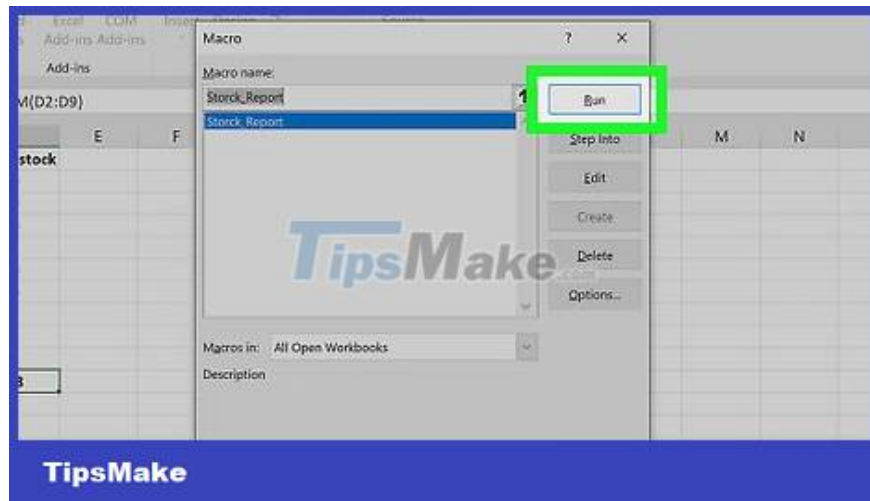 Excel COM
Add-ins Add-ins
Add-ins
M(D2:D9)
E F M N
stock
Macro ? ×
Macro name:
Storck_Report
Storck_Report
Run
Step Into
Edit
Create
Delete
Options...
Macros in: All Open Workbooks
Description
TipsMake.com
TipsMake